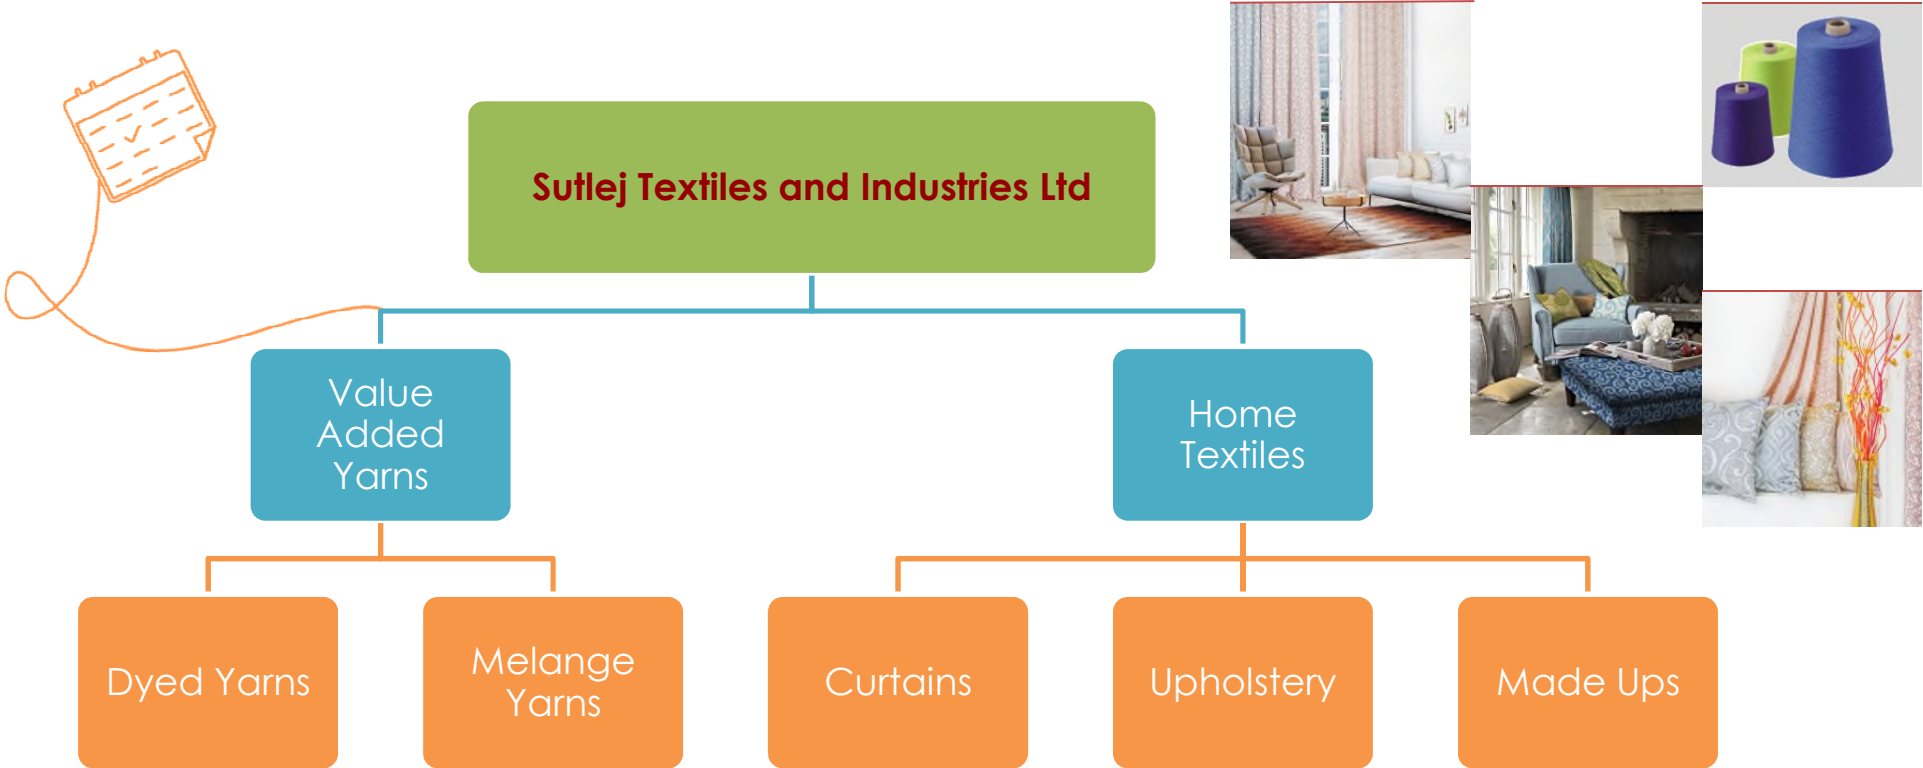 Sutlej Textiles and Industries Ltd
Value
Added
Yarns
Home
Textiles
Dyed Yarns
Melange
Yarns
Curtains
Upholstery
Made Ups